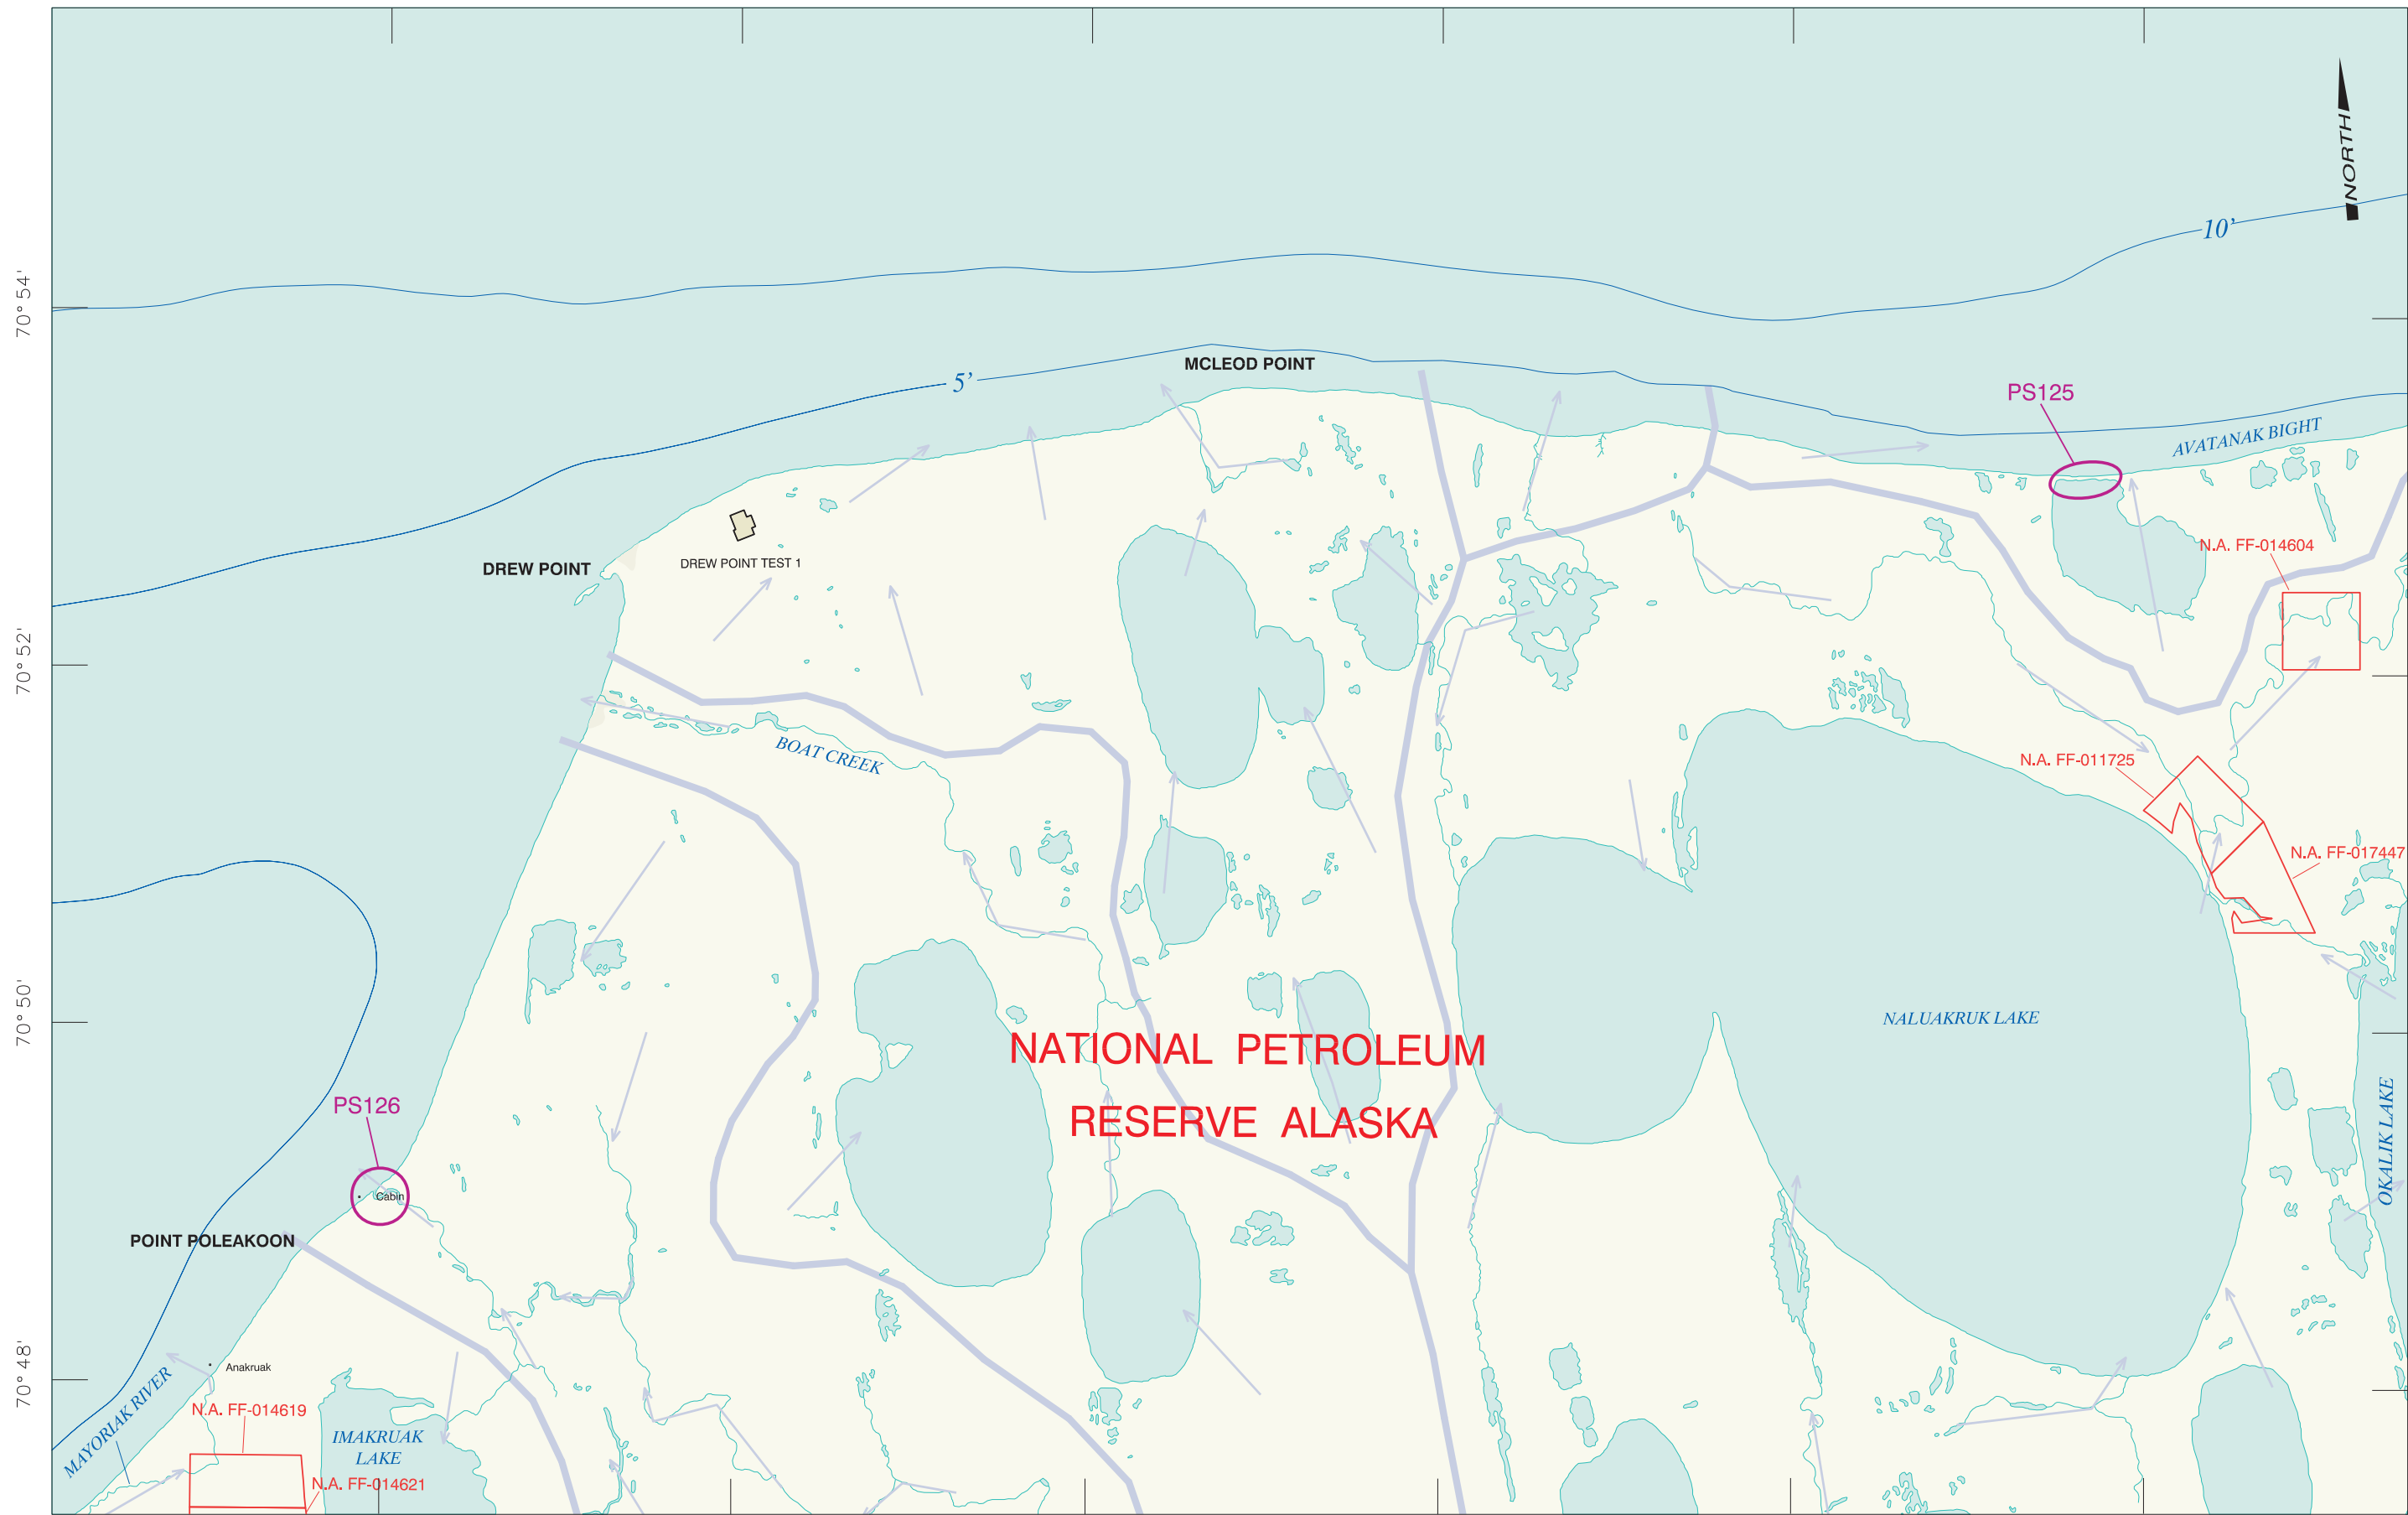 NORTH
10’
70° 54'
MCLEOD POINT
5’
PS125
AVATANAK BIGHT
N.A. FF-014604
DREW POINT
DREW POINT TEST 1
70° 52'
BOAT CREEK
N.A. FF-011725
N.A. FF-017447
70° 50'
NALUAKRUK LAKE
NATIONAL PETROLEUM
RESERVE ALASKA
OKALIK LAKE
PS126
Cabin
POINT POLEAKOON
70° 48'
Anakruak
MAYORIAK RIVER
N.A. FF-014619
IMAKRUAK
LAKE
N.A. FF-014621